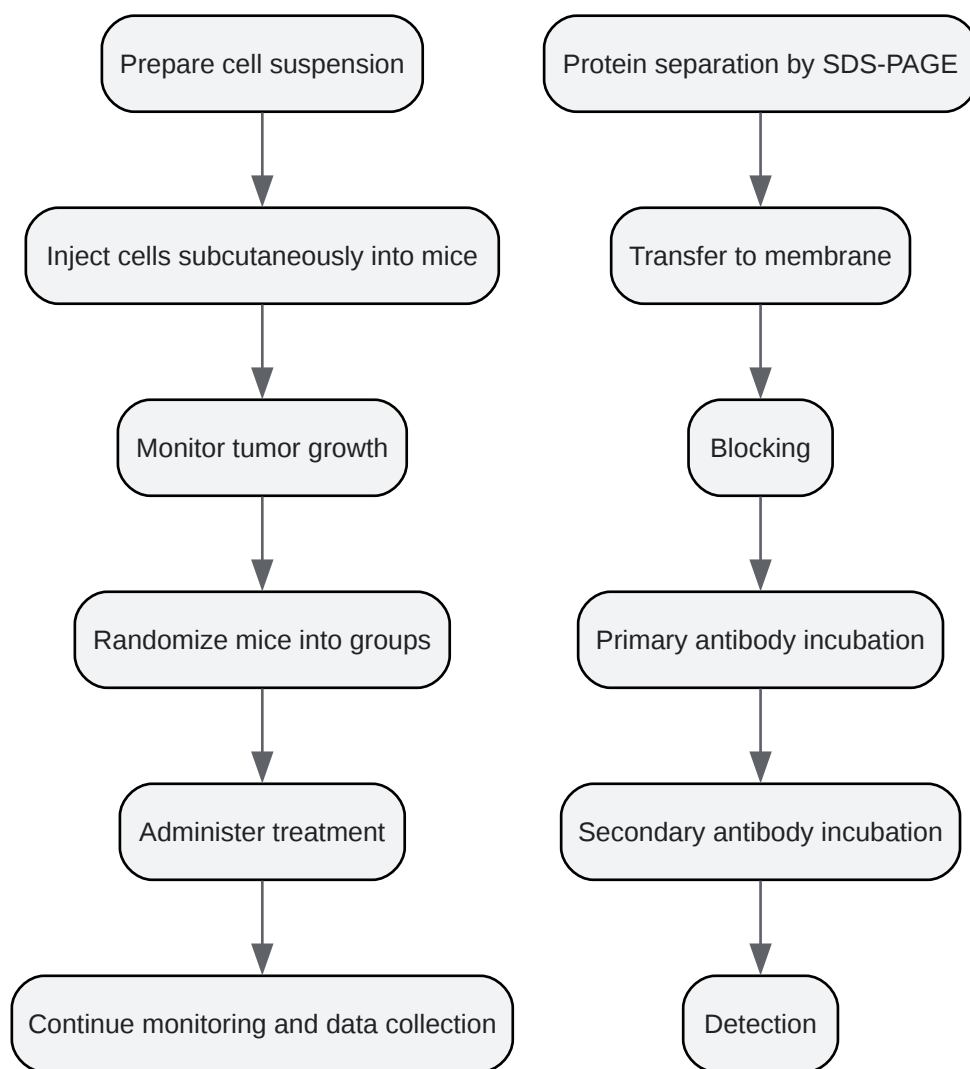 Prepare cell suspension
Inject cells subcutaneously into mice
Monitor tumor growth
Randomize mice into groups
Administer treatment
Continue monitoring and data collection
Protein separation by SDS-PAGE
Transfer to membrane
Blocking
Primary antibody incubation
Secondary antibody incubation
Detection